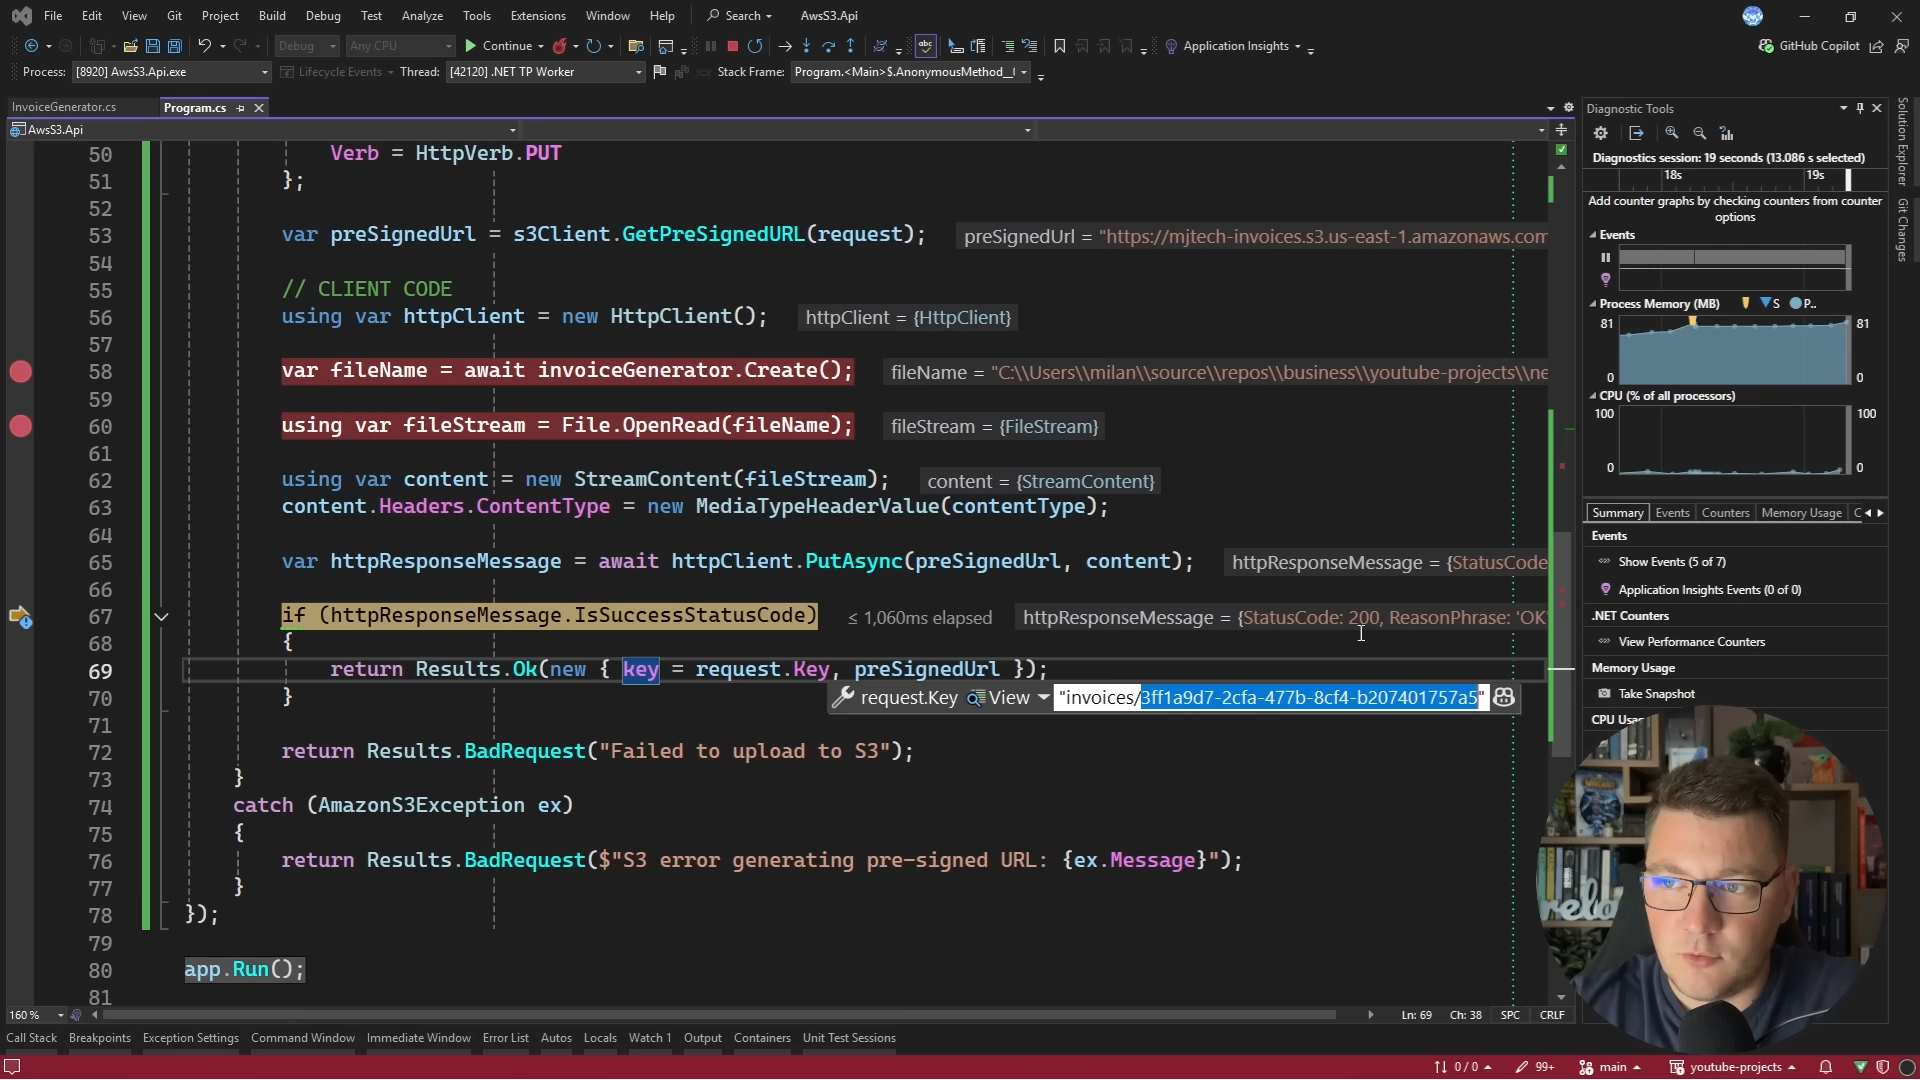 File Edit View Git Project Build Debug Test Analyze Tools Extensions Window Help Search AwsS3.Api
Debug Any CPU Continue Application Insights GitHub Copilot
Process: [8920] AwsS3.Api.exe Lifecycle Events Thread: [42120] .NET TP Worker Stack Frame: Program.<Main>$.AnonymousMethod__(
InvoiceGenerator.cs Program.cs
AwsS3.Api
50 Verb = HttpVerb.PUT
51 };
52
53 var preSignedUrl = s3Client.GetPreSignedURL(request); preSignedUrl = "https://mjtech-invoices.s3.us-east-1.amazonaws.com
54
55 // CLIENT CODE
56 using var httpClient = new HttpClient(); httpClient = {HttpClient}
57
58 var fileName = await invoiceGenerator.Create(); fileName = "C:\\Users\\milan\\source\\repos\\business\\youtube-projects\\ne
59
60 using var fileStream = File.OpenRead(fileName); fileStream = {FileStream}
61
62 using var content = new StreamContent(fileStream); content = {StreamContent}
63 content.Headers.ContentType = new MediaTypeHeaderValue(contentType);
64
65 var httpResponseMessage = await httpClient.PutAsync(preSignedUrl, content); httpResponseMessage = {StatusCode
66
67 if (httpResponseMessage.IsSuccessStatusCode) ≤ 1,060ms elapsed httpResponseMessage = {StatusCode: 200, ReasonPhrase: 'OK'
68 {
69 return Results.Ok(new { key = request.Key, preSignedUrl });
70 }
request.Key View "invoices/3ff1a9d7-2cfa-477b-8cf4-b207401757a5"
71
72 return Results.BadRequest("Failed to upload to S3");
73 }
74 catch (AmazonS3Exception ex)
75 {
76 return Results.BadRequest($"S3 error generating pre-signed URL: {ex.Message}");
77 }
78 });
79
80 app.Run();
81
160 % Ln: 69 Ch: 38 SPC CRLF
Call Stack Breakpoints Exception Settings Command Window Immediate Window Error List Autos Locals Watch 1 Output Containers Unit Test Sessions
0 / 0 99+ main youtube-projects
Diagnostic Tools
Diagnostics session: 19 seconds (13.086 s selected)
18s 19s
Add counter graphs by checking counters from counter
options
Events
Process Memory (MB) S P..
81 81
0 0
CPU (% of all processors)
100 100
0 0
Summary Events Counters Memory Usage C
Events
Show Events (5 of 7)
Application Insights Events (0 of 0)
.NET Counters
View Performance Counters
Memory Usage
Take Snapshot
CPU Usa
Solution Explorer
Git Changes